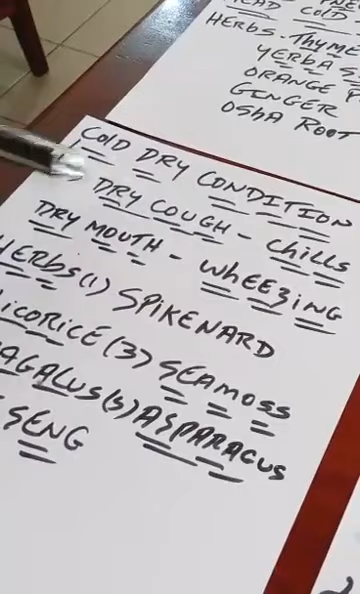 COLD
HERBS. THYME
YERBA S
ORANGE P
GINGER
OSHA ROOT
COLD DRY CONDITION
DRY COUGH - CHILLS
DRY MOUTH - WHEEZING
HERBS (1) SPIKENARD
LICORICE (3) SEAMOSS
AGALUS (5) ASPARAGUS
SENG